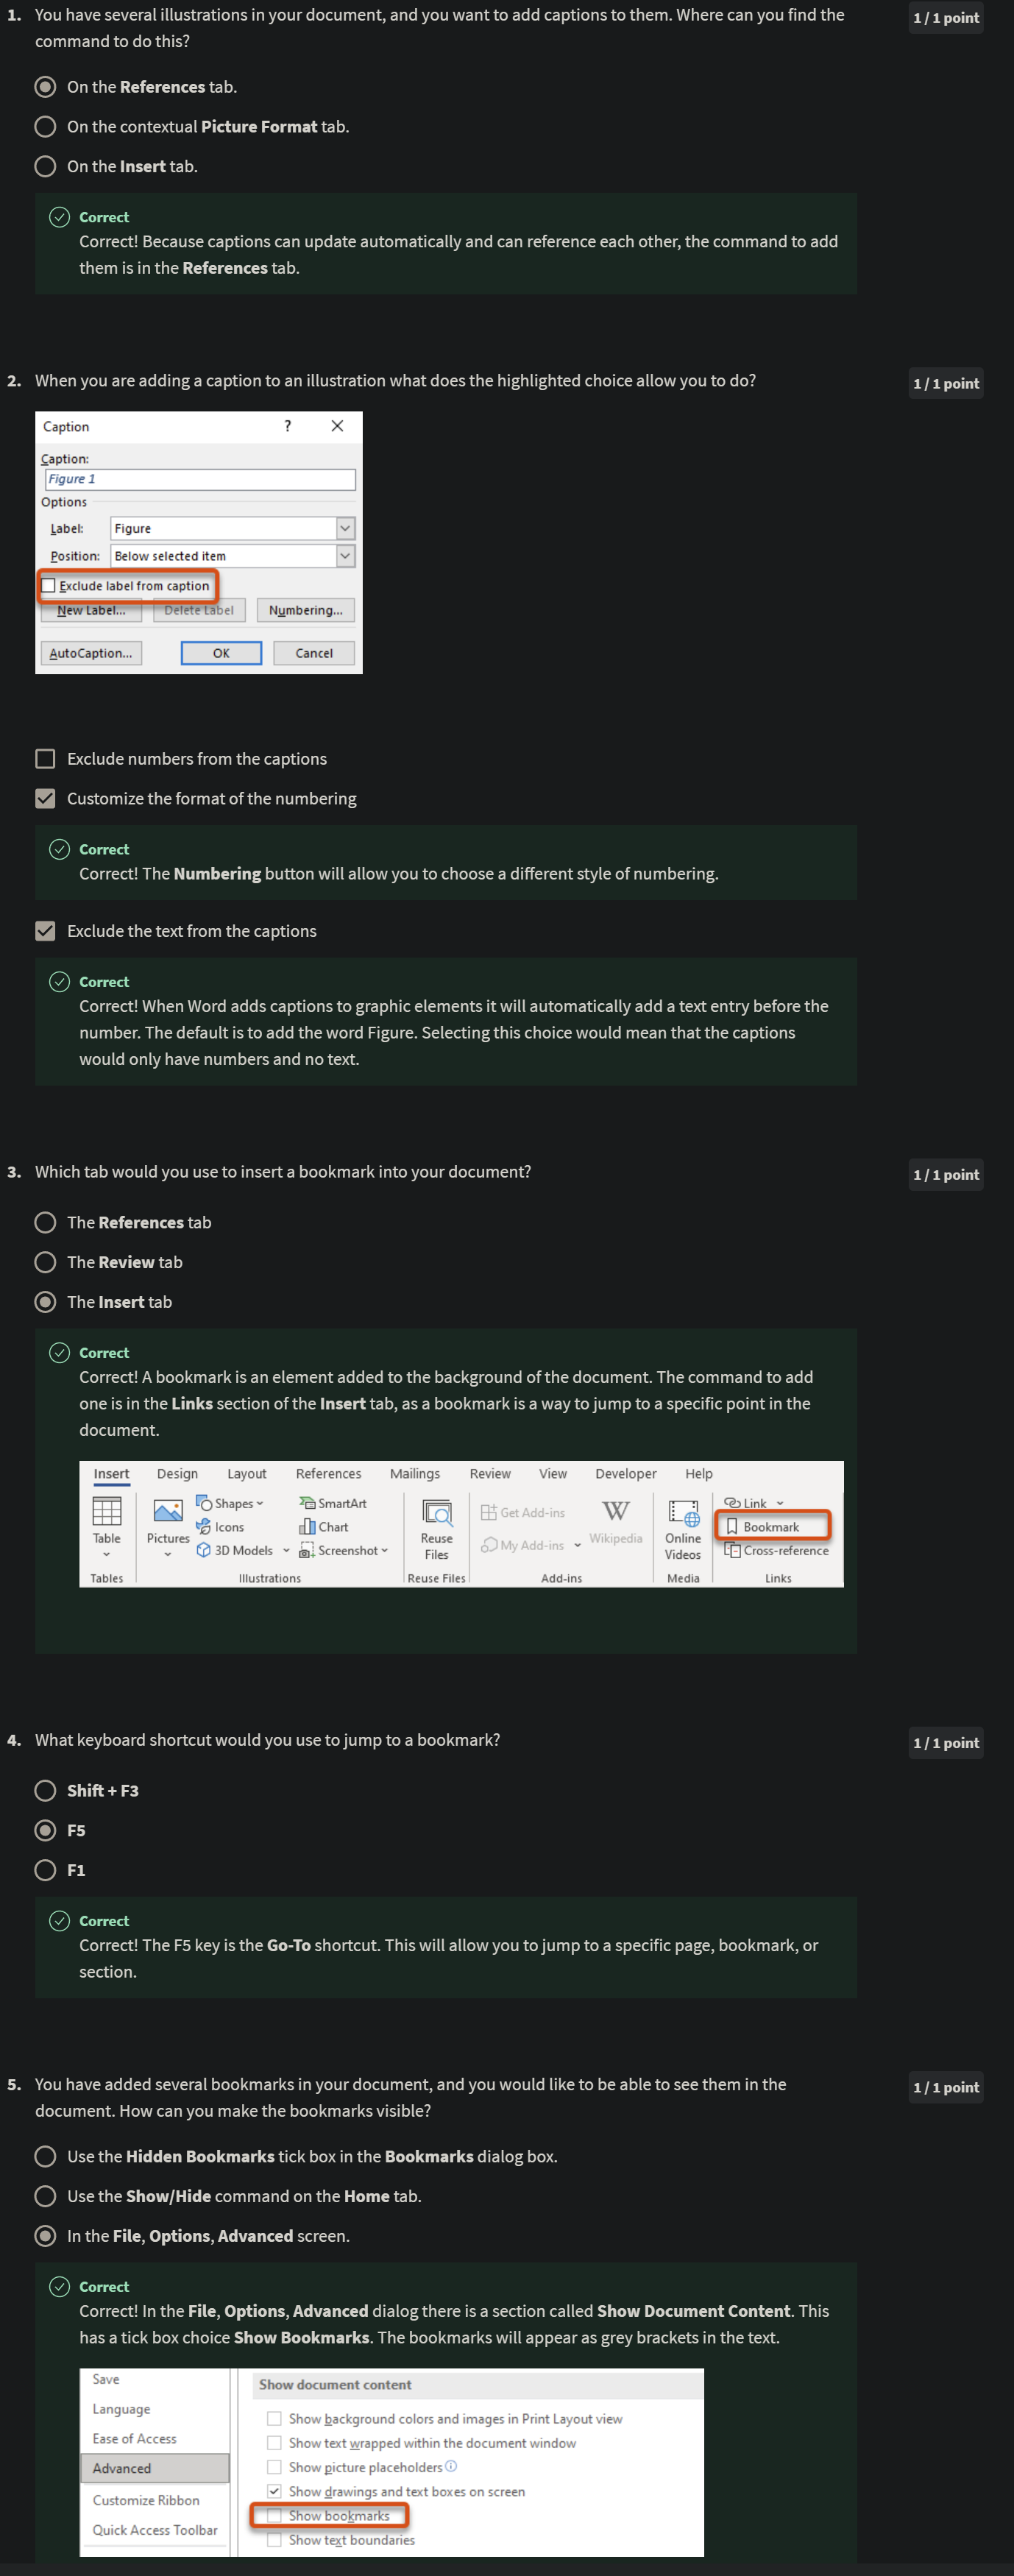 1. You have several illustrations in your document, and you want to add captions to them. Where can you find the
command to do this?
1 / 1 point
On the References tab.
On the contextual Picture Format tab.
On the Insert tab.
Correct
Correct! Because captions can update automatically and can reference each other, the command to add
them is in the References tab.
2. When you are adding a caption to an illustration what does the highlighted choice allow you to do?
1 / 1 point
Caption ? ×
Caption:
Figure 1
Options
Label: Figure
Position: Below selected item
Exclude label from caption
New Label... Delete Label Numbering...
AutoCaption... OK Cancel
Exclude numbers from the captions
Customize the format of the numbering
Correct
Correct! The Numbering button will allow you to choose a different style of numbering.
Exclude the text from the captions
Correct
Correct! When Word adds captions to graphic elements it will automatically add a text entry before the
number. The default is to add the word Figure. Selecting this choice would mean that the captions
would only have numbers and no text.
3. Which tab would you use to insert a bookmark into your document?
1 / 1 point
The References tab
The Review tab
The Insert tab
Correct
Correct! A bookmark is an element added to the background of the document. The command to add
one is in the Links section of the Insert tab, as a bookmark is a way to jump to a specific point in the
document.
Insert Design Layout References Mailings Review View Developer Help
Table
Pictures
Shapes
Icons
3D Models
SmartArt
Chart
Screenshot
Reuse
Files
Get Add-ins
My Add-ins
W
Wikipedia
Online
Videos
Link
Bookmark
Cross-reference
Tables Illustrations Reuse Files Add-ins Media Links
4. What keyboard shortcut would you use to jump to a bookmark?
1 / 1 point
Shift + F3
F5
F1
Correct
Correct! The F5 key is the Go-To shortcut. This will allow you to jump to a specific page, bookmark, or
section.
5. You have added several bookmarks in your document, and you would like to be able to see them in the
document. How can you make the bookmarks visible?
1 / 1 point
Use the Hidden Bookmarks tick box in the Bookmarks dialog box.
Use the Show/Hide command on the Home tab.
In the File, Options, Advanced screen.
Correct
Correct! In the File, Options, Advanced dialog there is a section called Show Document Content. This
has a tick box choice Show Bookmarks. The bookmarks will appear as grey brackets in the text.
Save
Language
Ease of Access
Advanced
Customize Ribbon
Quick Access Toolbar
Show document content
Show background colors and images in Print Layout view
Show text wrapped within the document window
Show picture placeholders
Show drawings and text boxes on screen
Show bookmarks
Show text boundaries